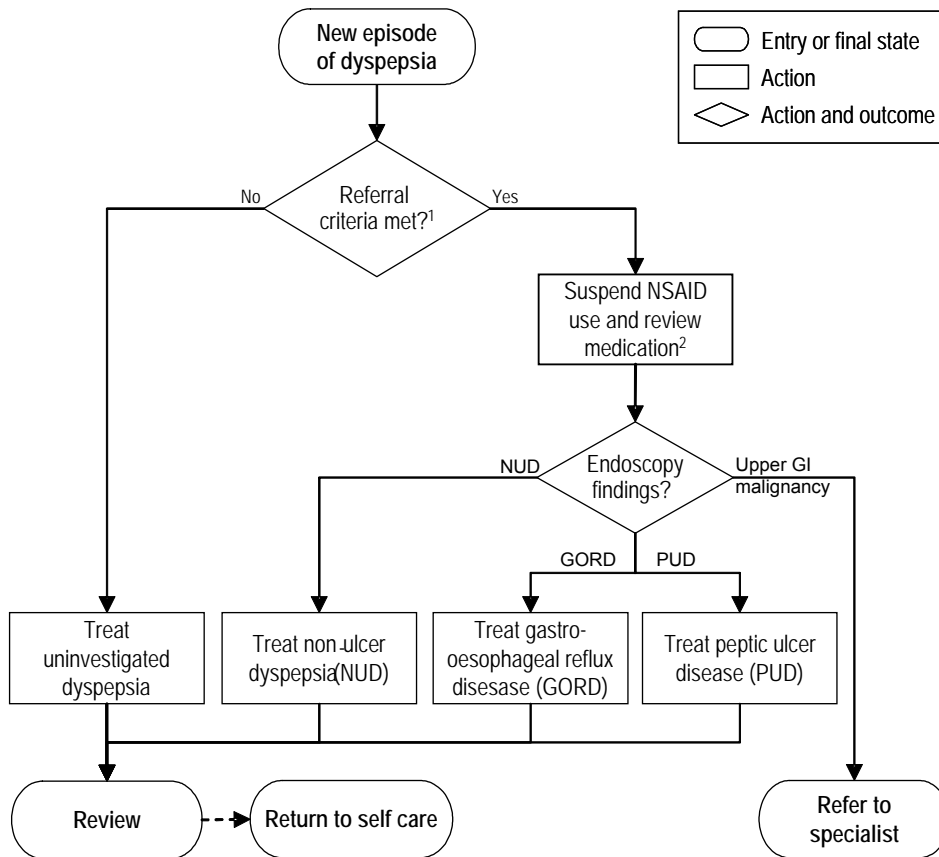 New episode
of dyspepsia
Entry or final state
Action
Action and outcome
No
Referral
criteria met?1
Yes
Suspend NSAID
use and review
medication2
NUD
Endoscopy
findings?
Upper GI
malignancy
GORD
PUD
Treat
uninvestigated
dyspepsia
Treat non-ulcer
dyspepsia(NUD)
Treat gastro-
oesophageal reflux
disesase (GORD)
Treat peptic ulcer
disease (PUD)
Review
Return to self care
Refer to
specialist